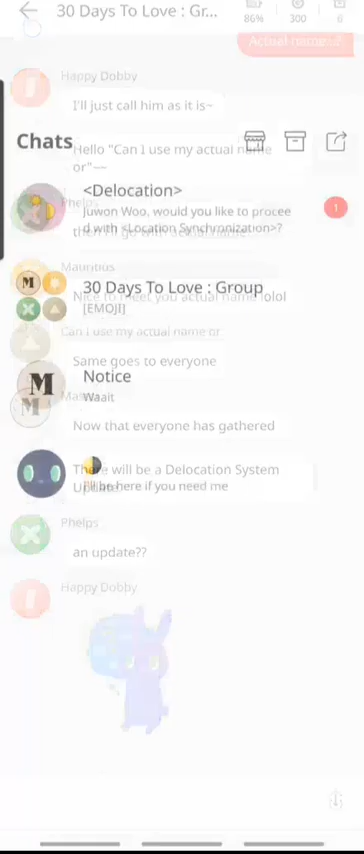 30 Days To Love : Gr...
86%
300
6
Actual name..?
Happy Dobby
I'll just call him as it is~
Chats
Hello "Can I use my actual name
or"~~
<Delocation>
Phelps
Juwon Woo, would you like to procee
d with <Location Synchronization>?
1
Mauritius
30 Days To Love : Group
Nice to meet you actual name lolol
[EMOJI]
Can I use my actual name or
Same goes to everyone
M
Notice
M
Waait
Now that everyone has gathered
There will be a Delocation System
Update
I'll be here if you need me
Phelps
an update??
Happy Dobby